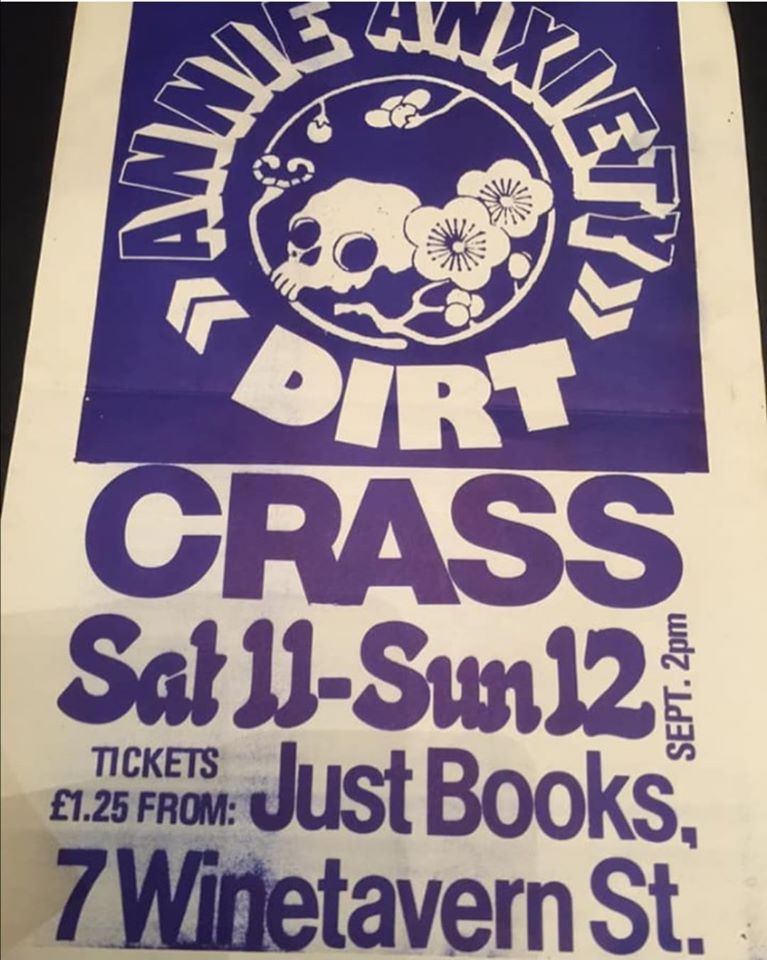 ANNIE ANXIETY
DIRT
CRASS
Sat 11-Sun 12
SEPT. 2pm
TICKETS
£1.25 FROM: Just Books,
7 Winetavern St.